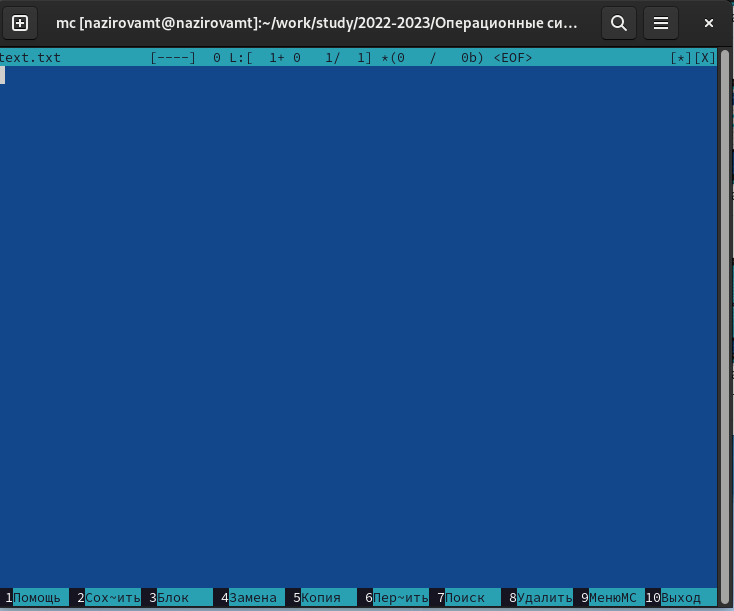 mc [nazirovamt@nazirovamt]:~/work/study/2022-2023/Операционные си...
text.txt [----] 0 L:[ 1+ 0 1/ 1] *(0 / 0b) <EOF> [*][X]
1Помощь 2Сох~ить 3Блок 4Замена 5Копия 6Пер~ить 7Поиск 8Удалить 9МенюMC 10Выход